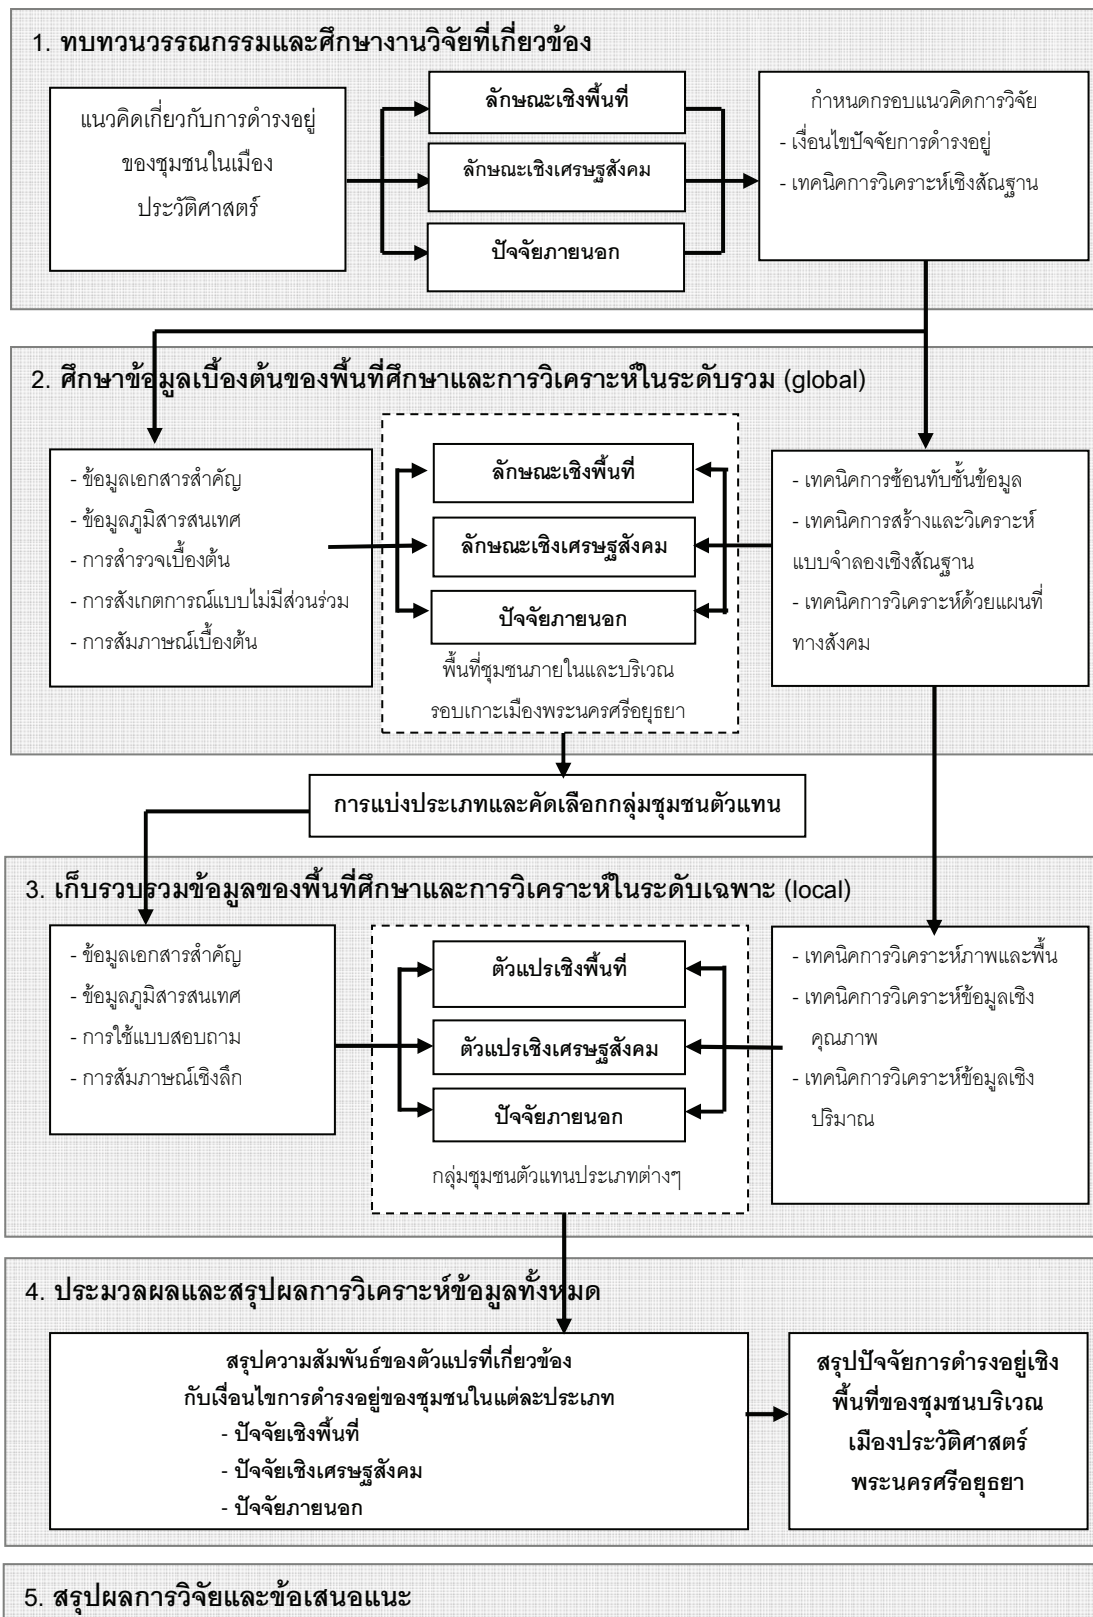 1. ทบทวนวรรณกรรมและศึกษางานวิจัยที่เกี่ยวข้อง
แนวคิดเกี่ยวกับการดำรงอยู่
ของชุมชนในเมือง
ประวัติศาสตร์
ลักษณะเชิงพื้นที่
ลักษณะเชิงเศรษฐสังคม
ปัจจัยภายนอก
กำหนดกรอบแนวคิดการวิจัย
- เงื่อนไขปัจจัยการดำรงอยู่
- เทคนิคการวิเคราะห์เชิงสัณฐาน
2. ศึกษาข้อมูลเบื้องต้นของพื้นที่ศึกษาและการวิเคราะห์ในระดับรวม (global)
- ข้อมูลเอกสารสำคัญ
- ข้อมูลภูมิสารสนเทศ
- การสำรวจเบื้องต้น
- การสังเกตการณ์แบบไม่มีส่วนร่วม
- การสัมภาษณ์เบื้องต้น
ลักษณะเชิงพื้นที่
ลักษณะเชิงเศรษฐสังคม
ปัจจัยภายนอก
พื้นที่ชุมชนภายในและบริเวณ
รอบเกาะเมืองพระนครศรีอยุธยา
- เทคนิคการซ้อนทับชั้นข้อมูล
- เทคนิคการสร้างและวิเคราะห์
แบบจำลองเชิงสัณฐาน
- เทคนิคการวิเคราะห์ด้วยแผนที่
ทางสังคม
การแบ่งประเภทและคัดเลือกกลุ่มชุมชนตัวแทน
3. เก็บรวบรวมข้อมูลของพื้นที่ศึกษาและการวิเคราะห์ในระดับเฉพาะ (local)
- ข้อมูลเอกสารสำคัญ
- ข้อมูลภูมิสารสนเทศ
- การใช้แบบสอบถาม
- การสัมภาษณ์เชิงลึก
ตัวแปรเชิงพื้นที่
ตัวแปรเชิงเศรษฐสังคม
ปัจจัยภายนอก
กลุ่มชุมชนตัวแทนประเภทต่างๆ
- เทคนิคการวิเคราะห์ภาพและพื้น
- เทคนิคการวิเคราะห์ข้อมูลเชิง
คุณภาพ
- เทคนิคการวิเคราะห์ข้อมูลเชิง
ปริมาณ
4. ประมวลผลและสรุปผลการวิเคราะห์ข้อมูลทั้งหมด
สรุปความสัมพันธ์ของตัวแปรที่เกี่ยวข้อง
กับเงื่อนไขการดำรงอยู่ของชุมชนในแต่ละประเภท
- ปัจจัยเชิงพื้นที่
- ปัจจัยเชิงเศรษฐสังคม
- ปัจจัยภายนอก
สรุปปัจจัยการดำรงอยู่เชิง
พื้นที่ของชุมชนบริเวณ
เมืองประวัติศาสตร์
พระนครศรีอยุธยา
5. สรุปผลการวิจัยและข้อเสนอแนะ